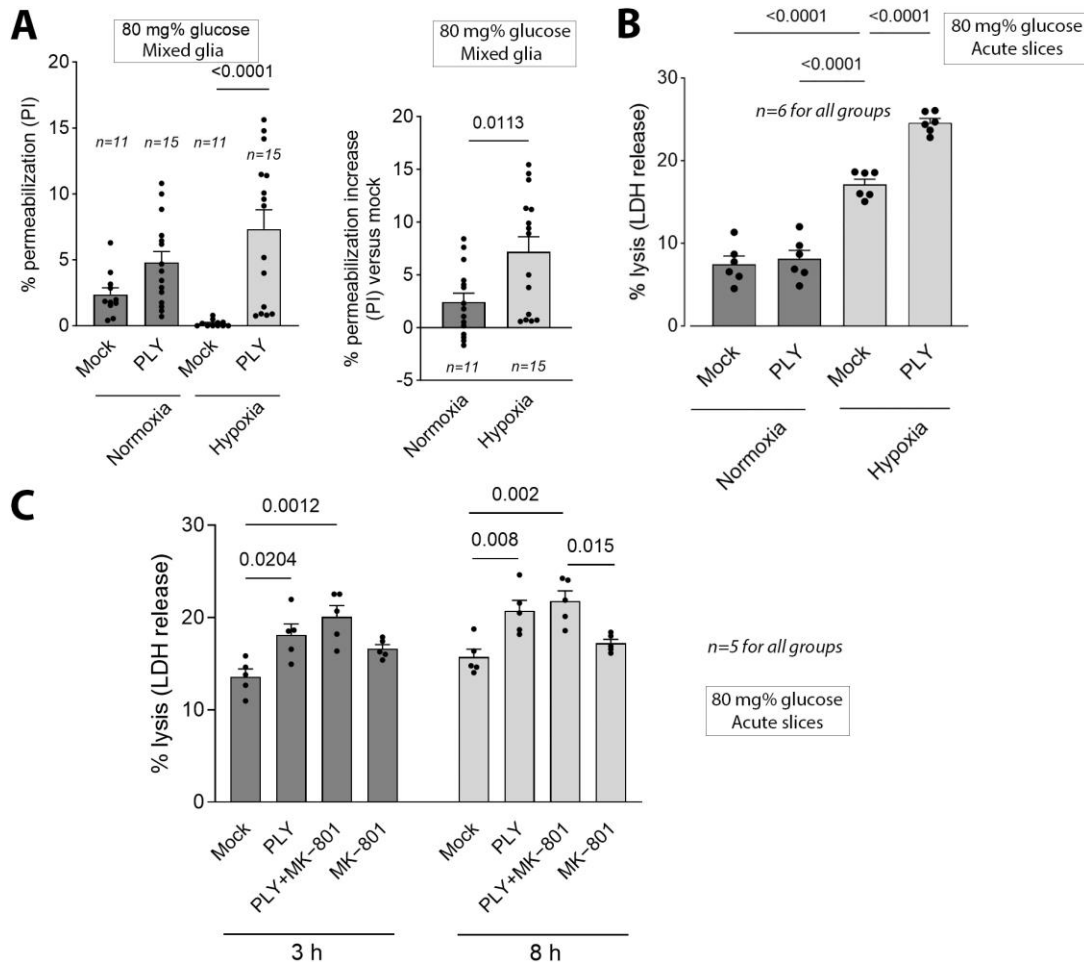 A
80 mg% glucose
Mixed glia
<0.0001
n=11
n=15
n=11
n=15
% permeabilization (PI)
20
15
10
5
0
Mock
PLY
Mock
PLY
Normoxia
Hypoxia
80 mg% glucose
Mixed glia
0.0113
% permeabilization increase
(PI) versus mock
20
15
10
5
0
-5
n=11
n=15
Normoxia
Hypoxia
B
<0.0001
<0.0001
80 mg% glucose
Acute slices
<0.0001
n=6 for all groups
% lysis (LDH release)
30
20
10
0
Mock
PLY
Mock
PLY
Normoxia
Hypoxia
C
0.0012
0.0204
0.002
0.008
0.015
% lysis (LDH release)
30
20
10
0
Mock
PLY
PLY+MK−801
MK−801
Mock
PLY
PLY+MK−801
MK−801
3 h
8 h
n=5 for all groups
80 mg% glucose
Acute slices